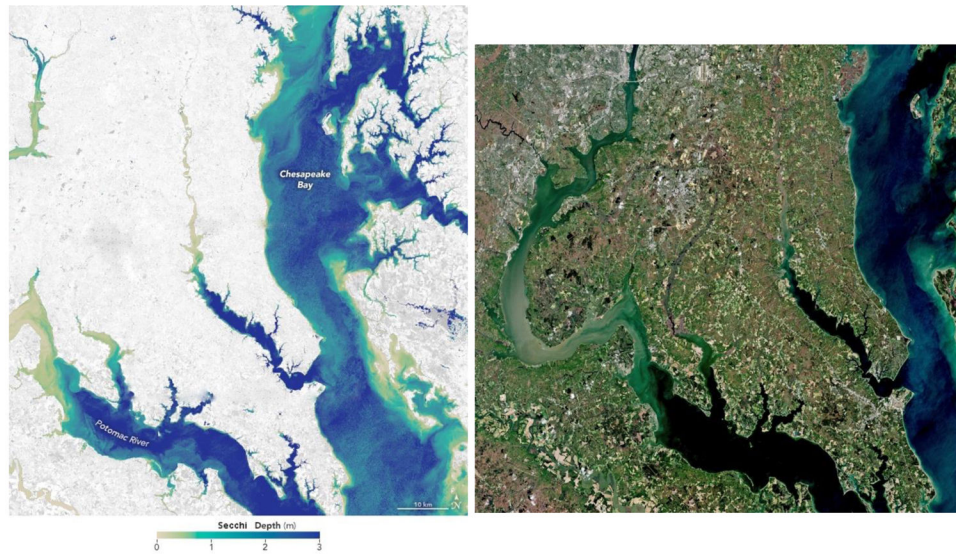 Chesapeake
Bay
Potomac River
10 km
N
Secchi Depth (m)
0 1 2 3